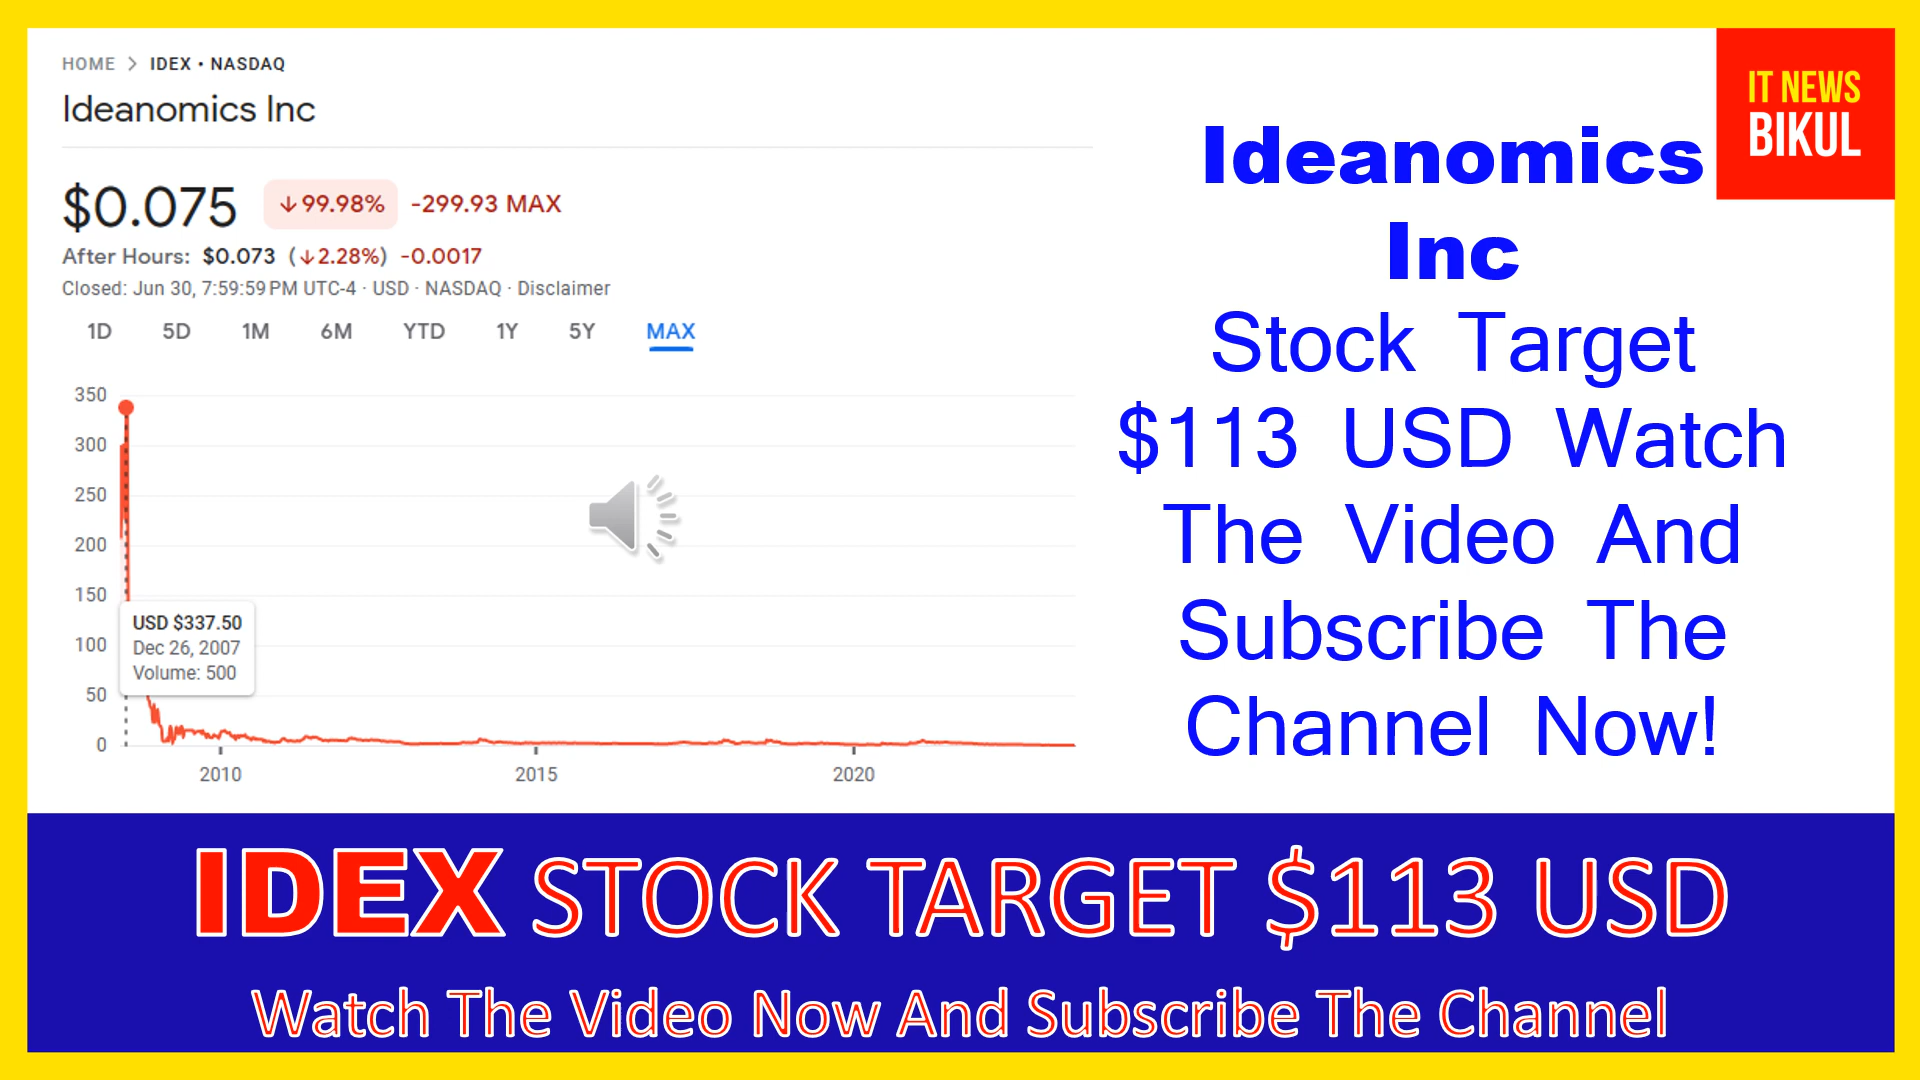 HOME > IDEX • NASDAQ
Ideanomics Inc
$0.075 ↓99.98% -299.93 MAX
After Hours: $0.073 (↓2.28%) -0.0017
Closed: Jun 30, 7:59:59 PM UTC-4 · USD · NASDAQ · Disclaimer
1D 5D 1M 6M YTD 1Y 5Y MAX
350
300
250
200
150
100
50
0
USD $337.50
Dec 26, 2007
Volume: 500
2010 2015 2020
IT NEWS
BIKUL
Ideanomics
Inc
Stock Target
$113 USD Watch
The Video And
Subscribe The
Channel Now!
IDEX STOCK TARGET $113 USD
Watch The Video Now And Subscribe The Channel